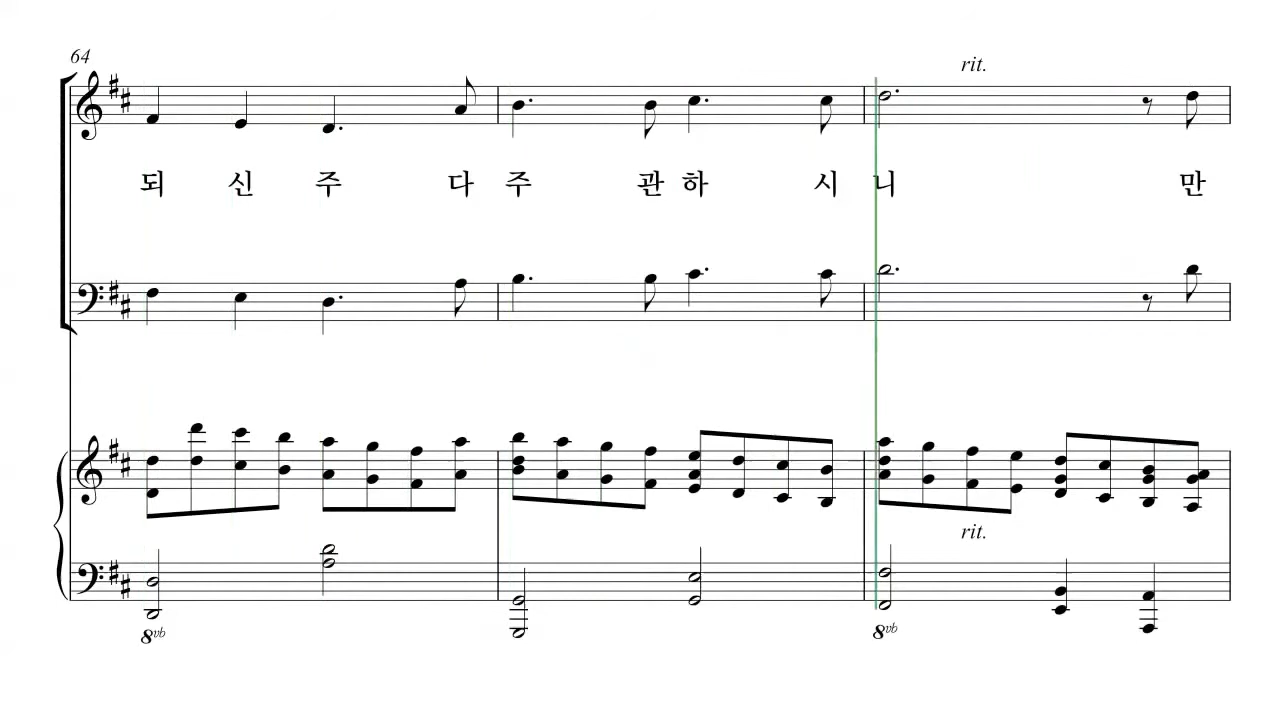 64
rit.
되 신 주 다 주 관 하 시 니 만
rit.
8vb 8vb